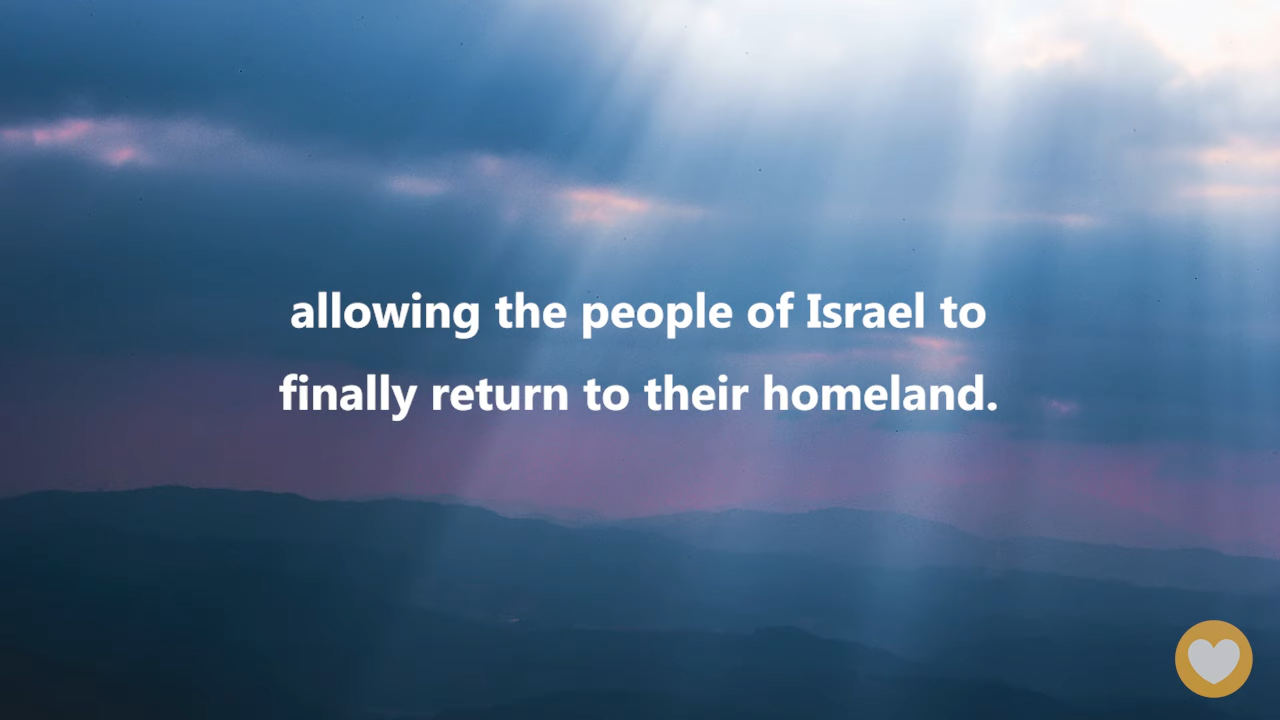 allowing the people of Israel to
finally return to their homeland.